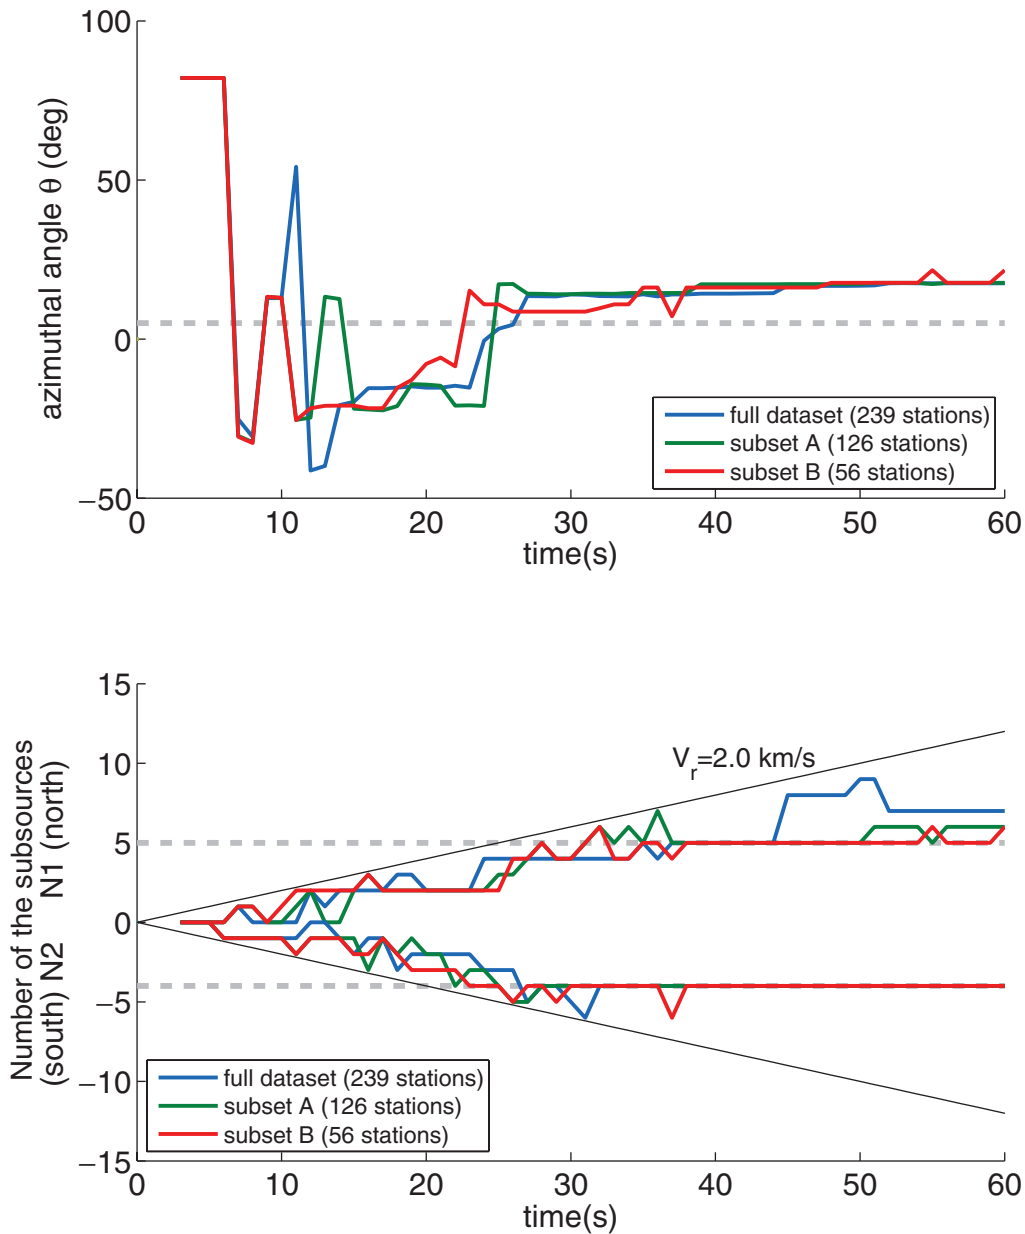 100
50
0
−50
azimuthal angle θ (deg)
full dataset (239 stations)
subset A (126 stations)
subset B (56 stations)
0 10 20 30 40 50 60
time(s)
15
10
5
0
−5
−10
−15
Number of the subsources
(south) N2 N1 (north)
Vr=2.0 km/s
full dataset (239 stations)
subset A (126 stations)
subset B (56 stations)
0 10 20 30 40 50 60
time(s)